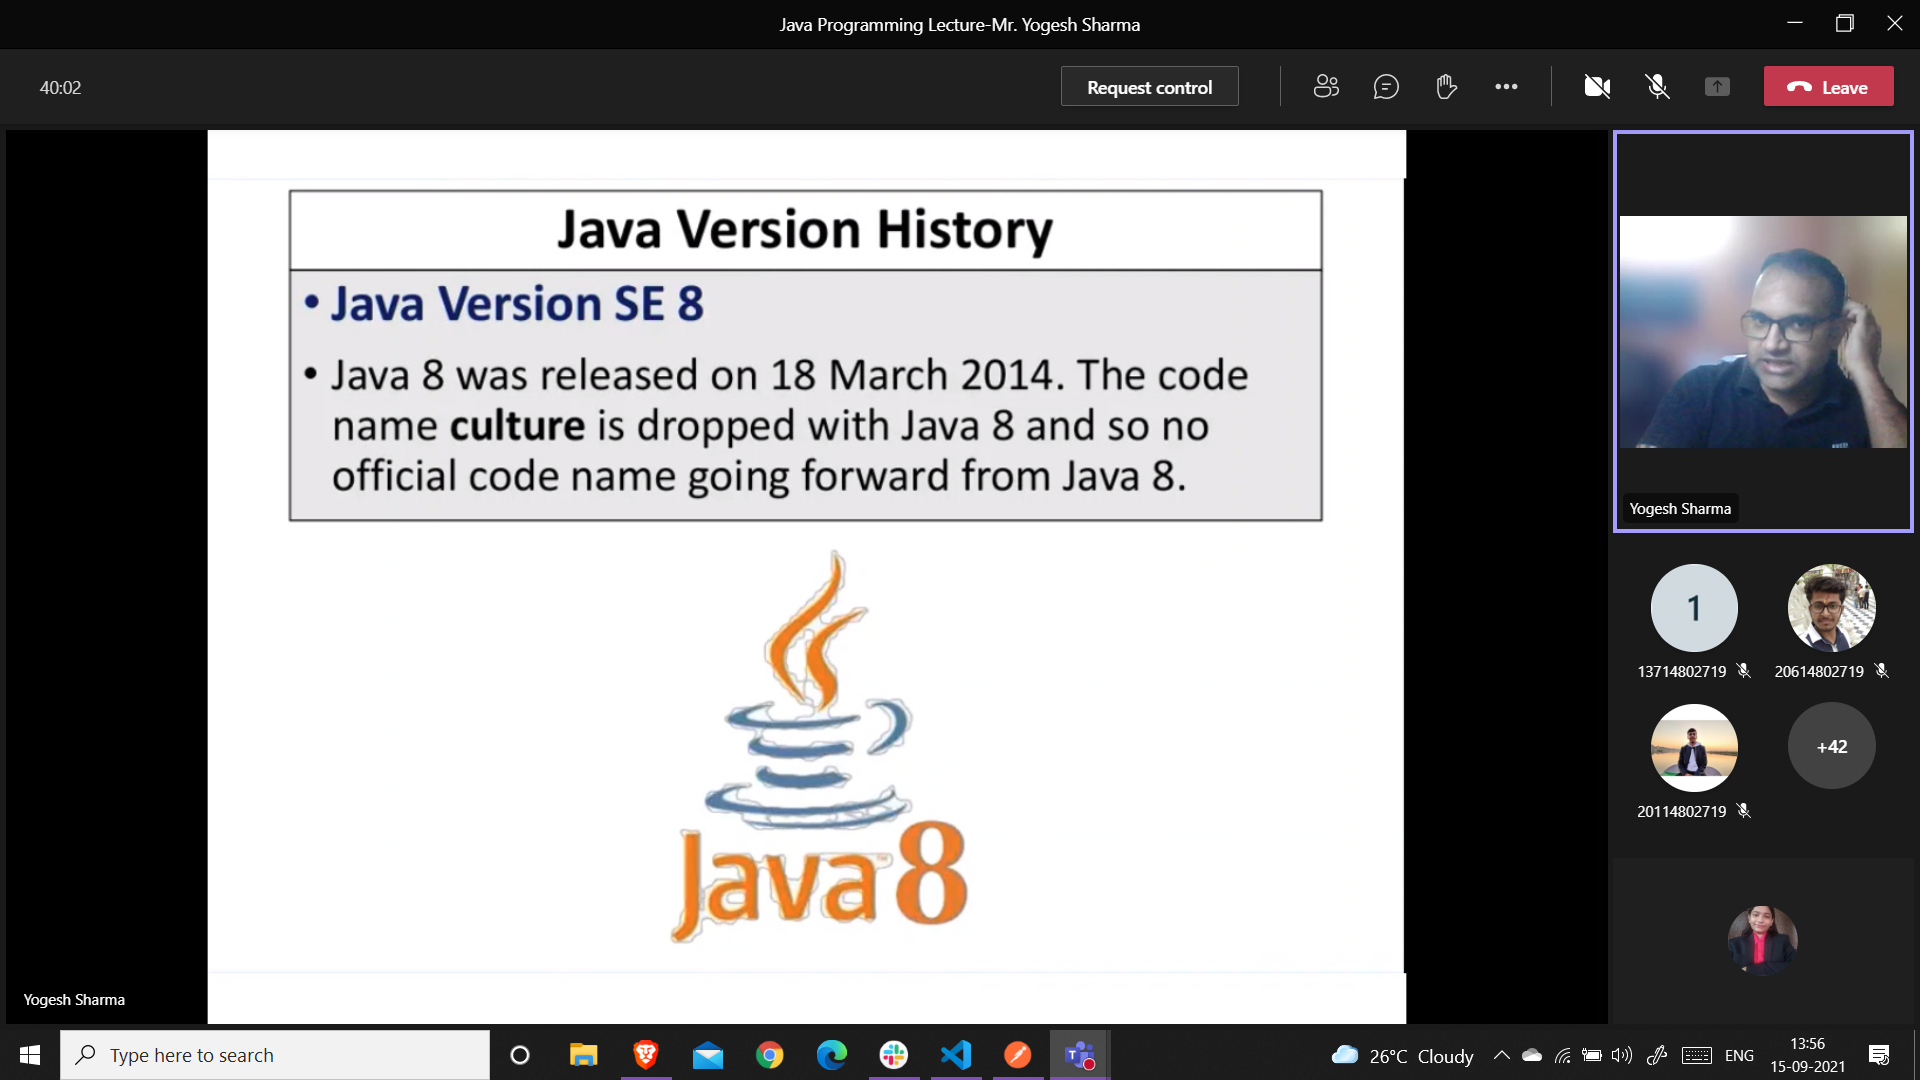 Java Programming Lecture-Mr. Yogesh Sharma
40:02
Request control
Leave
Java Version History
• Java Version SE 8
• Java 8 was released on 18 March 2014. The code
name culture is dropped with Java 8 and so no
official code name going forward from Java 8.
Java™ 8
Yogesh Sharma
Yogesh Sharma
1
13714802719
20614802719
20114802719
+42
Type here to search
26°C Cloudy
ENG
13:56
15-09-2021